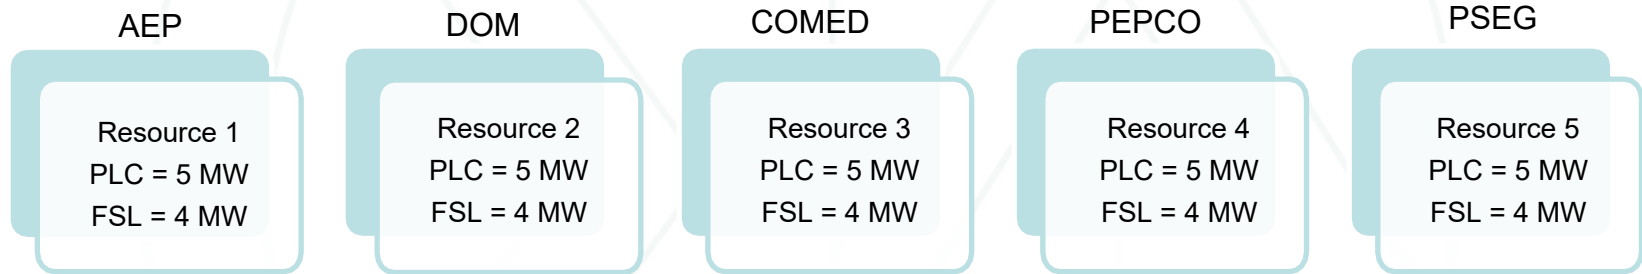 AEP
Resource 1
PLC = 5 MW
FSL = 4 MW
DOM
Resource 2
PLC = 5 MW
FSL = 4 MW
COMED
Resource 3
PLC = 5 MW
FSL = 4 MW
PEPCO
Resource 4
PLC = 5 MW
FSL = 4 MW
PSEG
Resource 5
PLC = 5 MW
FSL = 4 MW